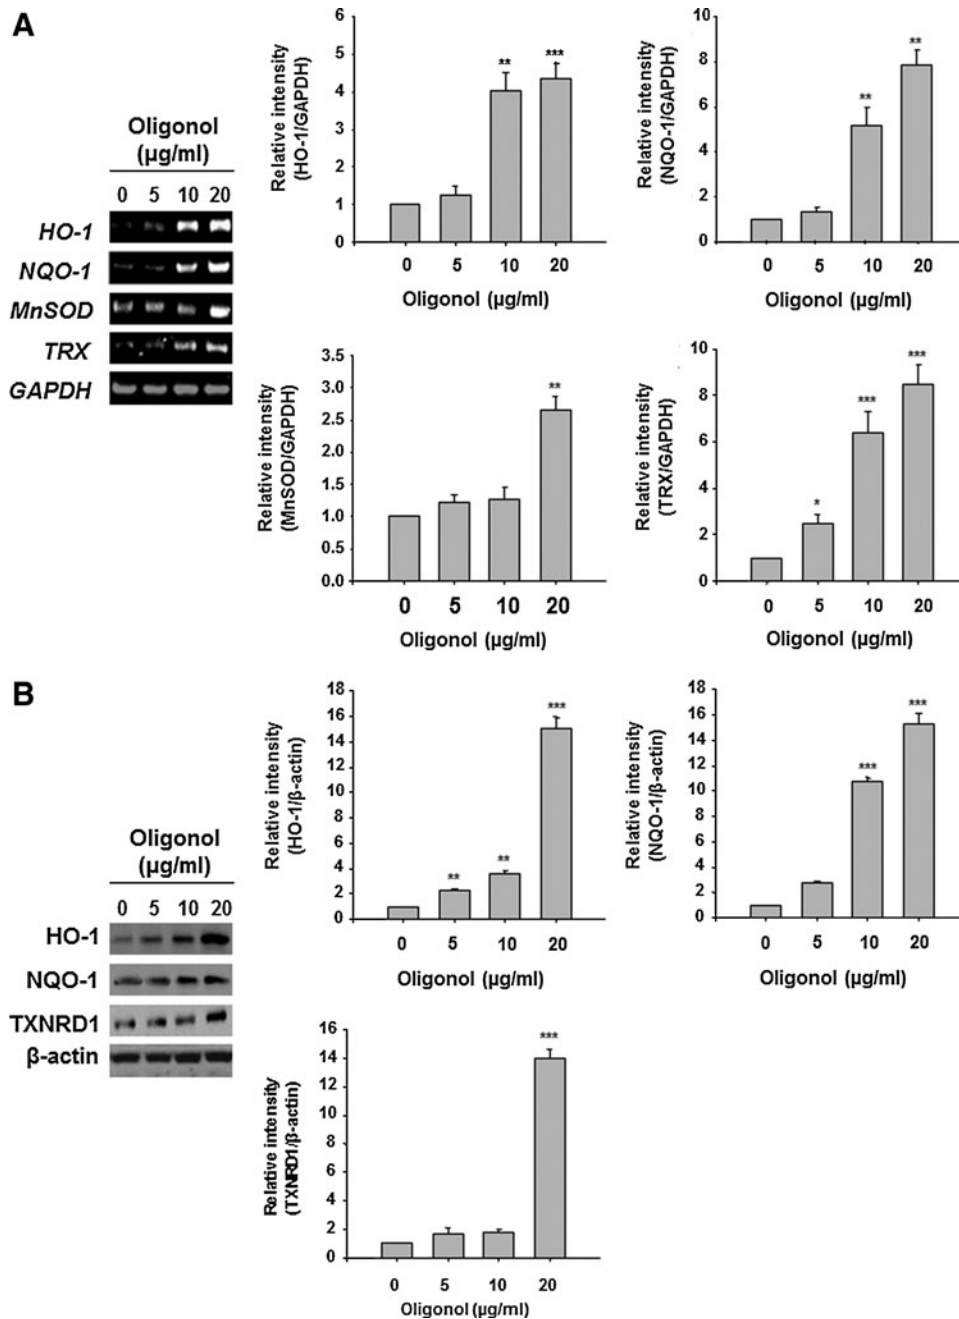 A
Oligonol
(µg/ml)
0 5 10 20
HO-1
NQO-1
MnSOD
TRX
GAPDH
Relative intensity
(HO-1/GAPDH)
6
5
4
3
2
1
0
** ***
0 5 10 20
Oligonol (µg/ml)
Relative intensity
(NQO-1/GAPDH)
10
8
6
4
2
0
** **
0 5 10 20
Oligonol (µg/ml)
Relative intensity
(MnSOD/GAPDH)
3.5
3.0
2.5
2.0
1.5
1.0
0.5
0.0
**
0 5 10 20
Oligonol (µg/ml)
Relative intensity
(TRX/GAPDH)
10
8
6
4
2
0
* *** ***
0 5 10 20
Oligonol (µg/ml)
B
Oligonol
(µg/ml)
0 5 10 20
HO-1
NQO-1
TXNRD1
β-actin
Relative intensity
(HO-1/β-actin)
18
16
14
12
10
8
6
4
2
0
** ** ***
0 5 10 20
Oligonol (µg/ml)
Relative intensity
(NQO-1/β-actin)
18
16
14
12
10
8
6
4
2
0
*** ***
0 5 10 20
Oligonol (µg/ml)
Relative intensity
(TXNRD1/β-actin)
16
14
12
10
8
6
4
2
0
***
0 5 10 20
Oligonol (µg/ml)